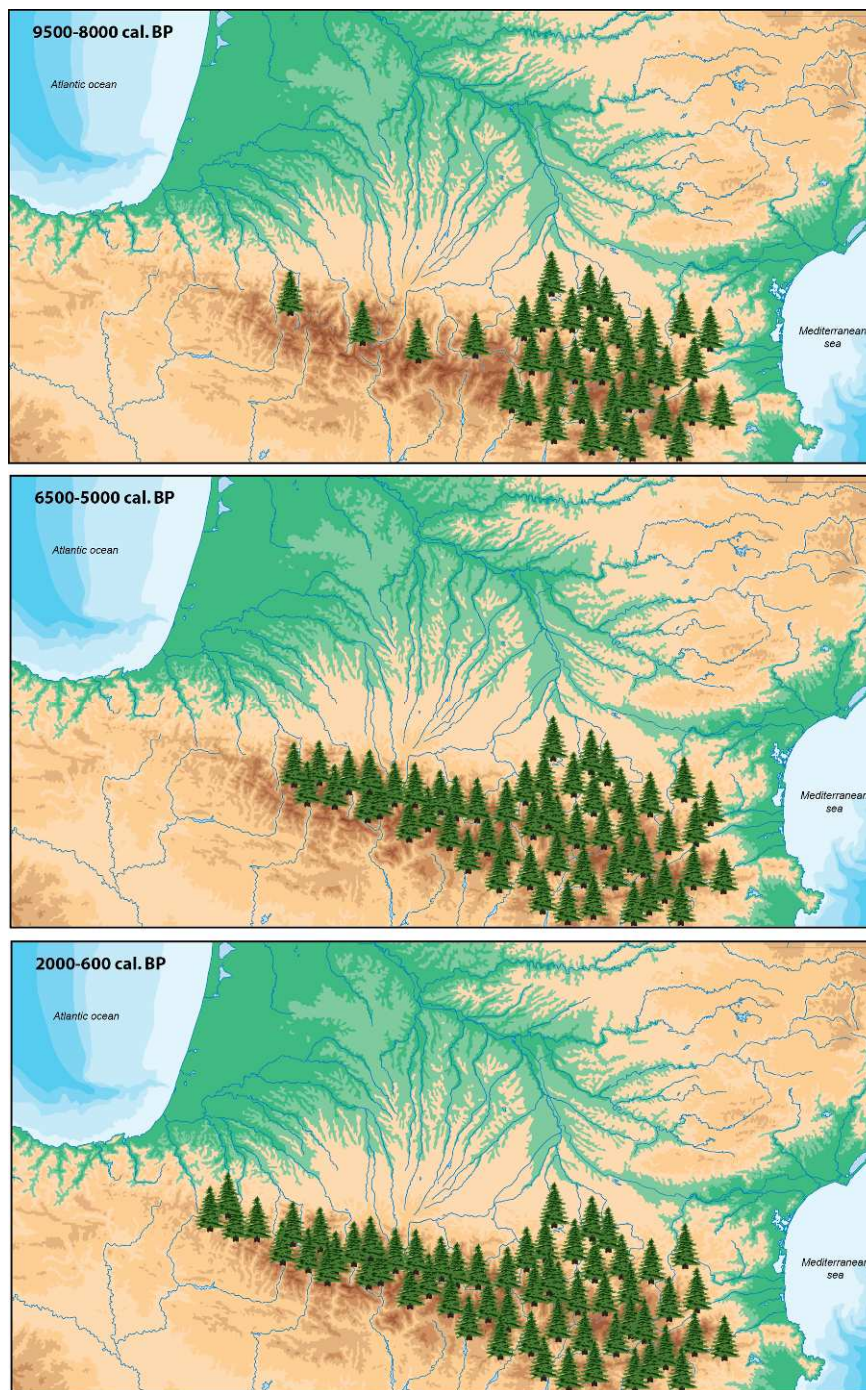 9500-8000 cal. BP
Atlantic ocean
Mediterranean
sea
6500-5000 cal. BP
Atlantic ocean
Mediterranean
sea
2000-600 cal. BP
Atlantic ocean
Mediterranean
sea